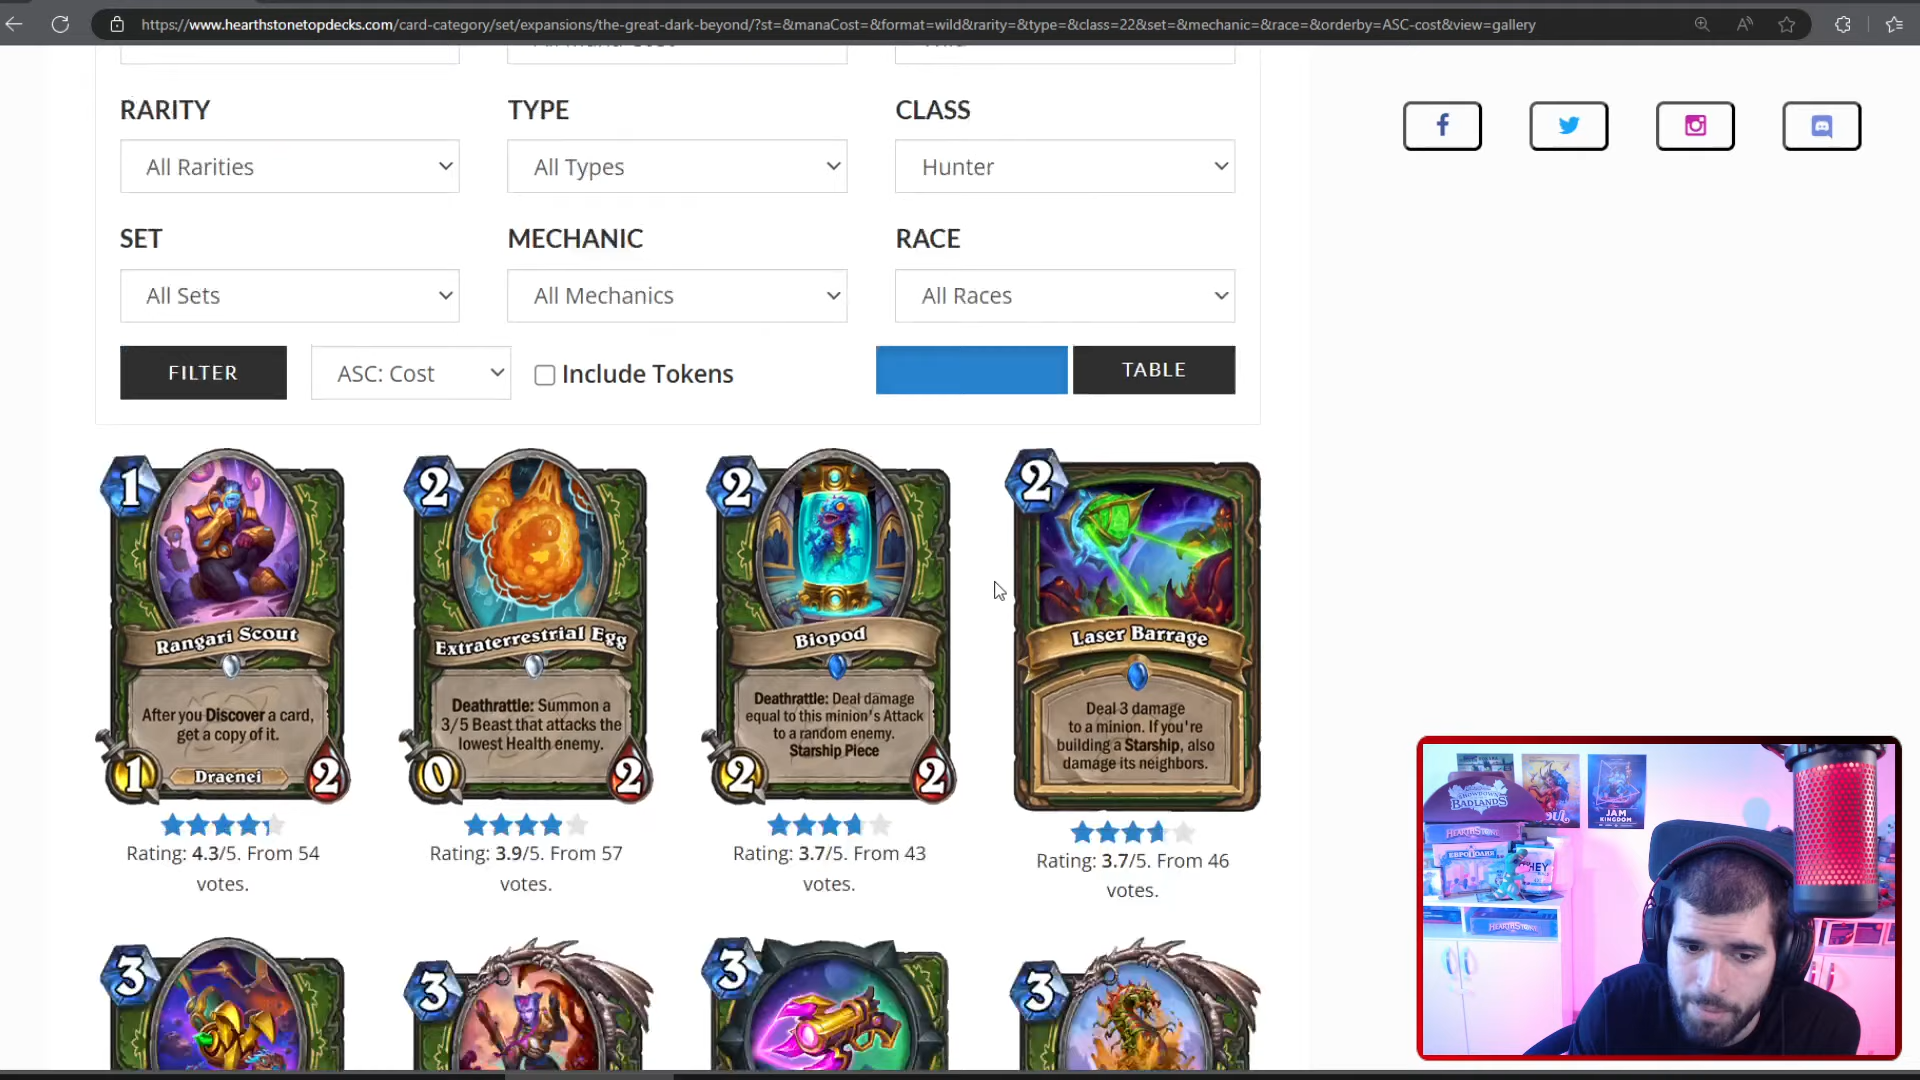 https://www.hearthstonetopdecks.com/card-category/set/expansions/the-great-dark-beyond/?st=&manaCost=&format=wild&rarity=&type=&class=22&set=&mechanic=&race=&orderby=ASC-cost&view=gallery
RARITY TYPE CLASS
All Rarities All Types Hunter
SET MECHANIC RACE
All Sets All Mechanics All Races
FILTER ASC: Cost Include Tokens TABLE
1
Rangari Scout
After you Discover a card,
get a copy of it.
1 Draenei 2
Rating: 4.3/5. From 54
votes.
2
Extraterrestrial Egg
Deathrattle: Summon a
3/5 Beast that attacks the
lowest Health enemy.
0 2
Rating: 3.9/5. From 57
votes.
2
Biopod
Deathrattle: Deal damage
equal to this minion's Attack
to a random enemy.
Starship Piece
2 2
Rating: 3.7/5. From 43
votes.
2
Laser Barrage
Deal 3 damage
to a minion. If you're
building a Starship, also
damage its neighbors.
Rating: 3.7/5. From 46
votes.
3 3 3 3
BADLANDS
HEARTHSTONE
JAM
KINGDOM
HEY
HEARTHSTONE